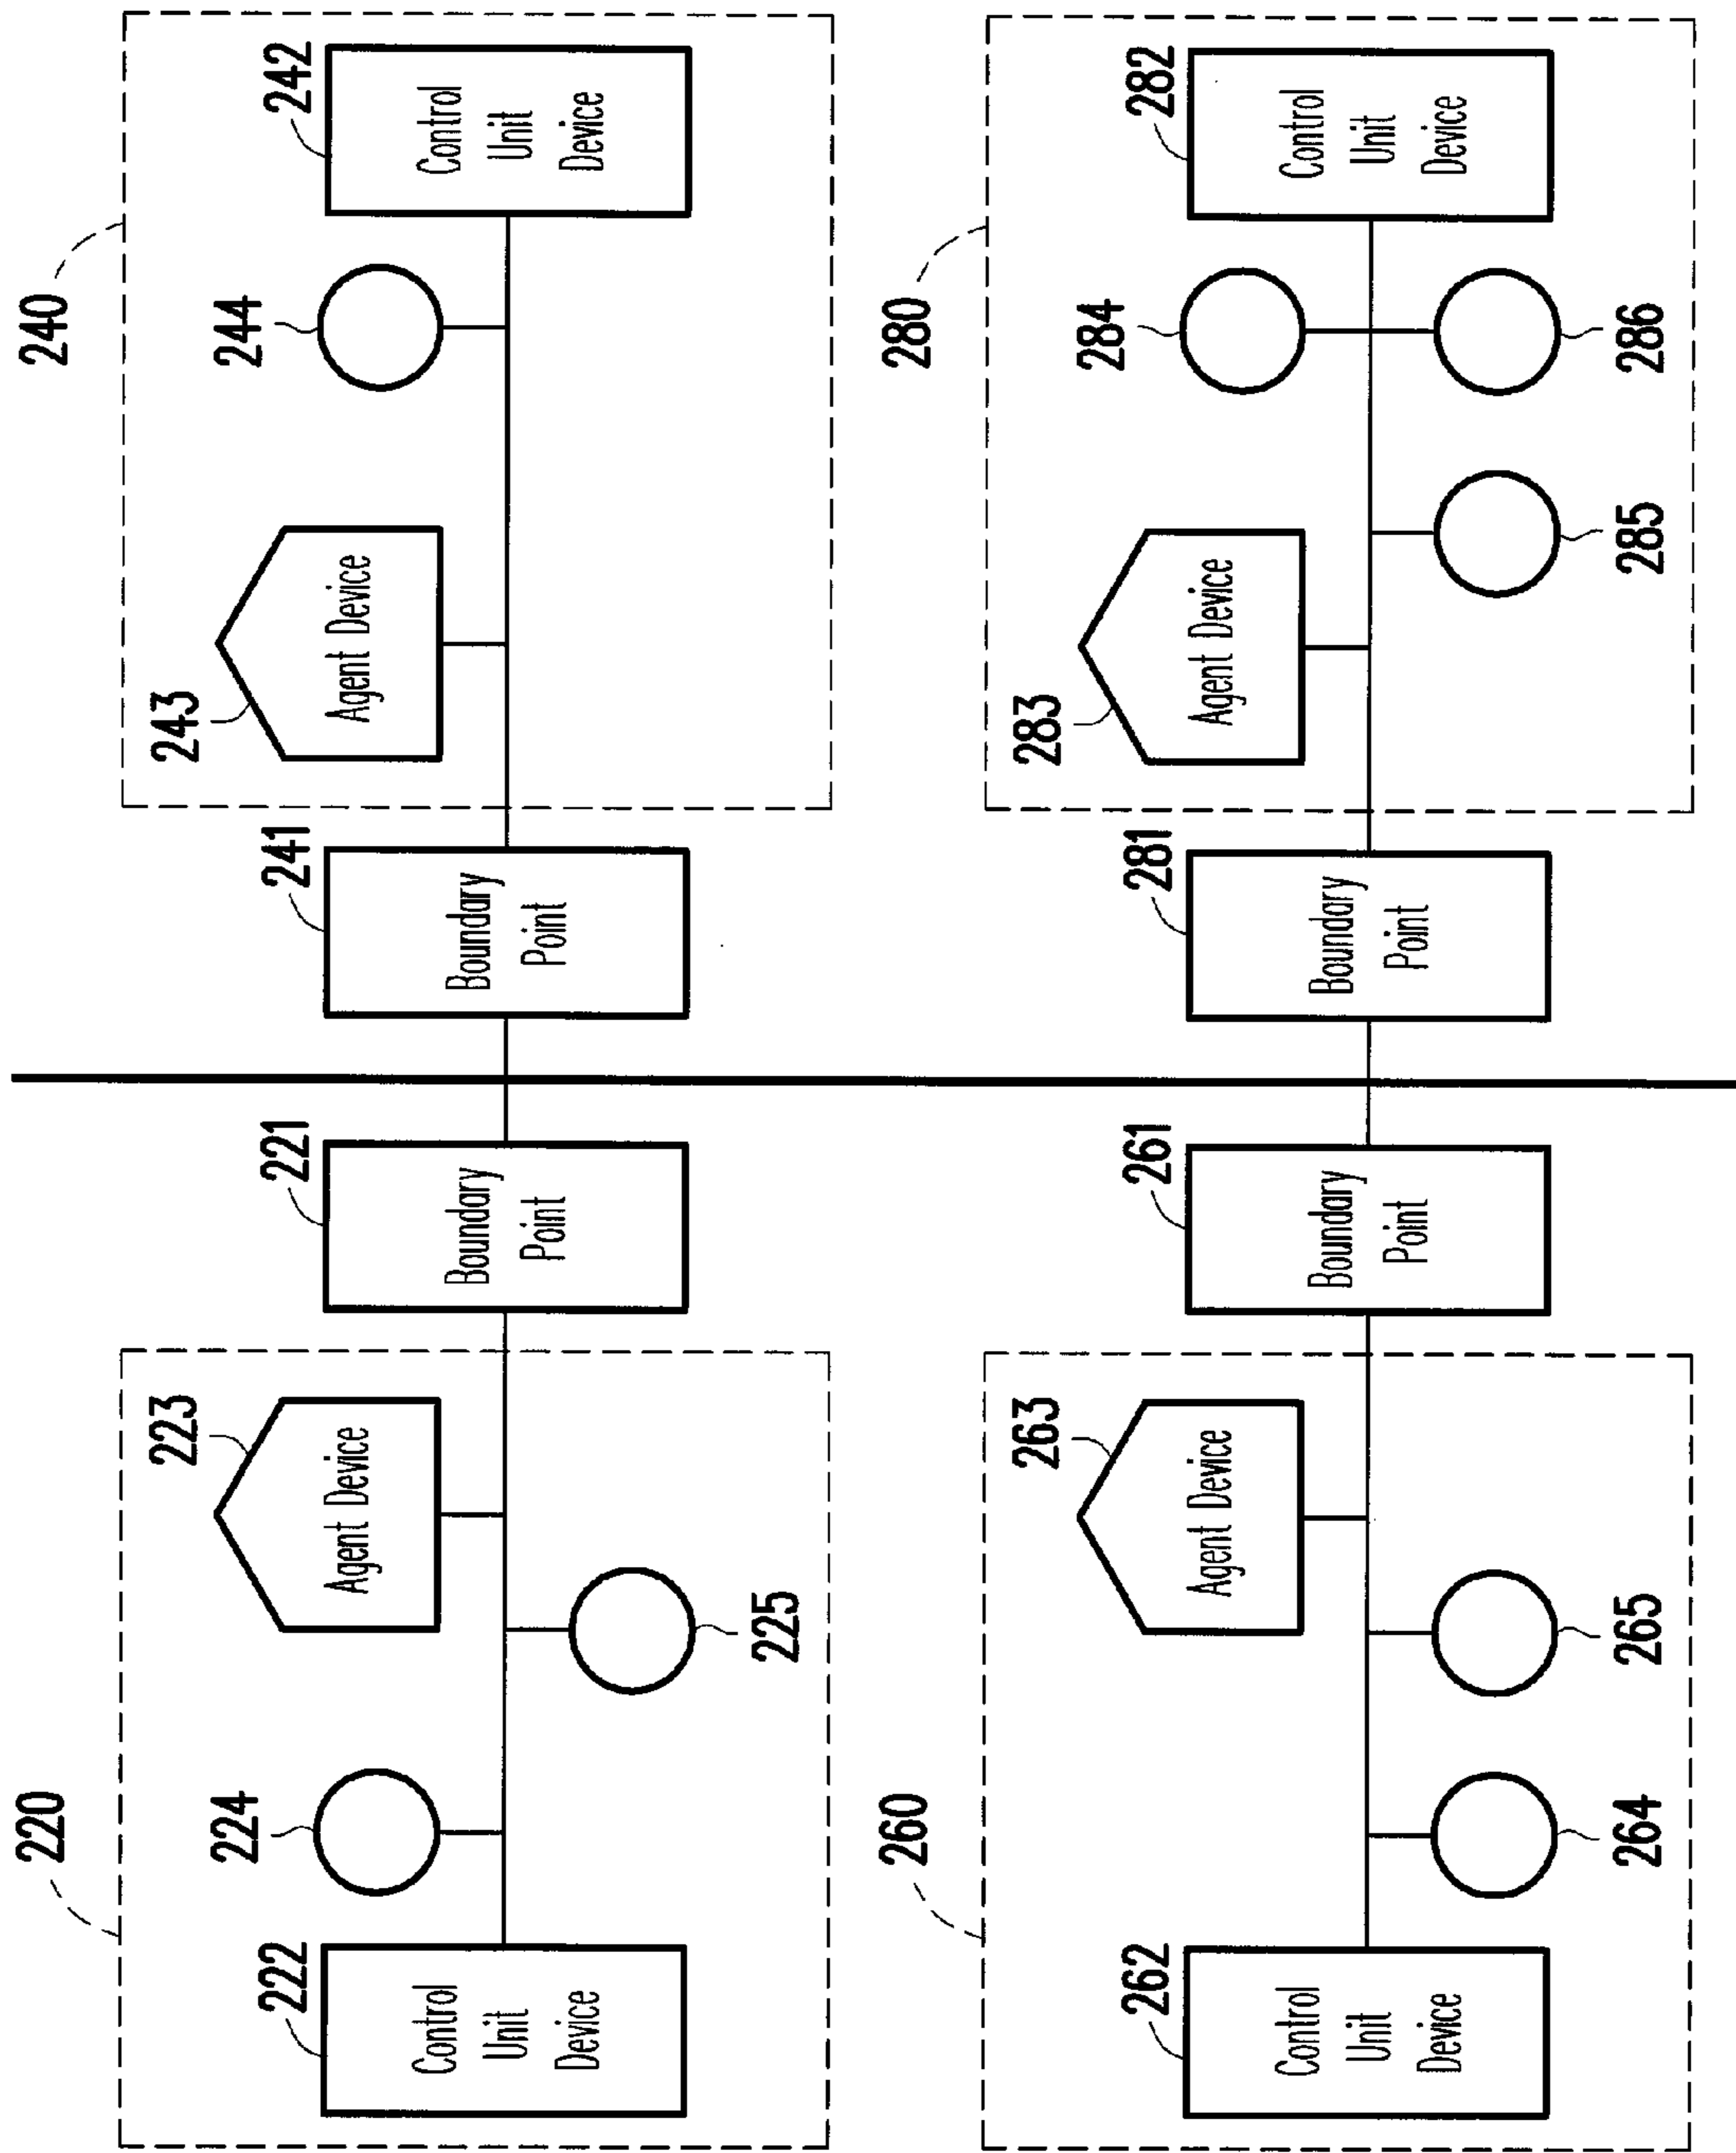 220
222
Control
Unit
Device
224
223
Agent Device
225
221
Boundary
Point
241
Boundary
Point
240
243
Agent Device
244
242
Control
Unit
Device
260
262
Control
Unit
Device
263
Agent Device
264
265
261
Boundary
Point
281
Boundary
Point
280
283
Agent Device
284
285
286
282
Control
Unit
Device